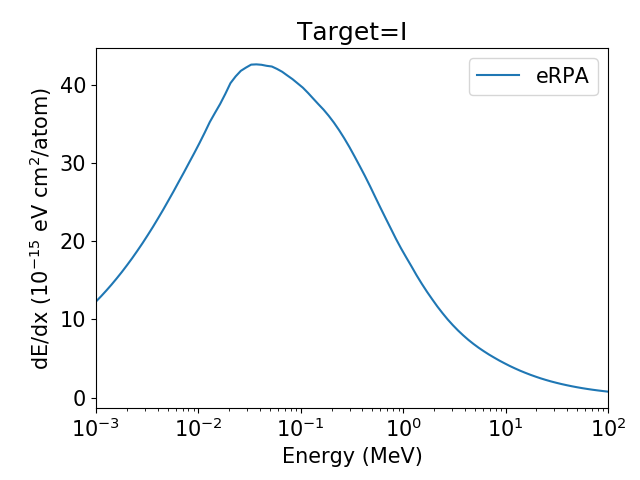 Target=I
eRPA
dE/dx (10⁻¹⁵ eV cm²/atom)
40
30
20
10
0
10⁻³ 10⁻² 10⁻¹ 10⁰ 10¹ 10²
Energy (MeV)